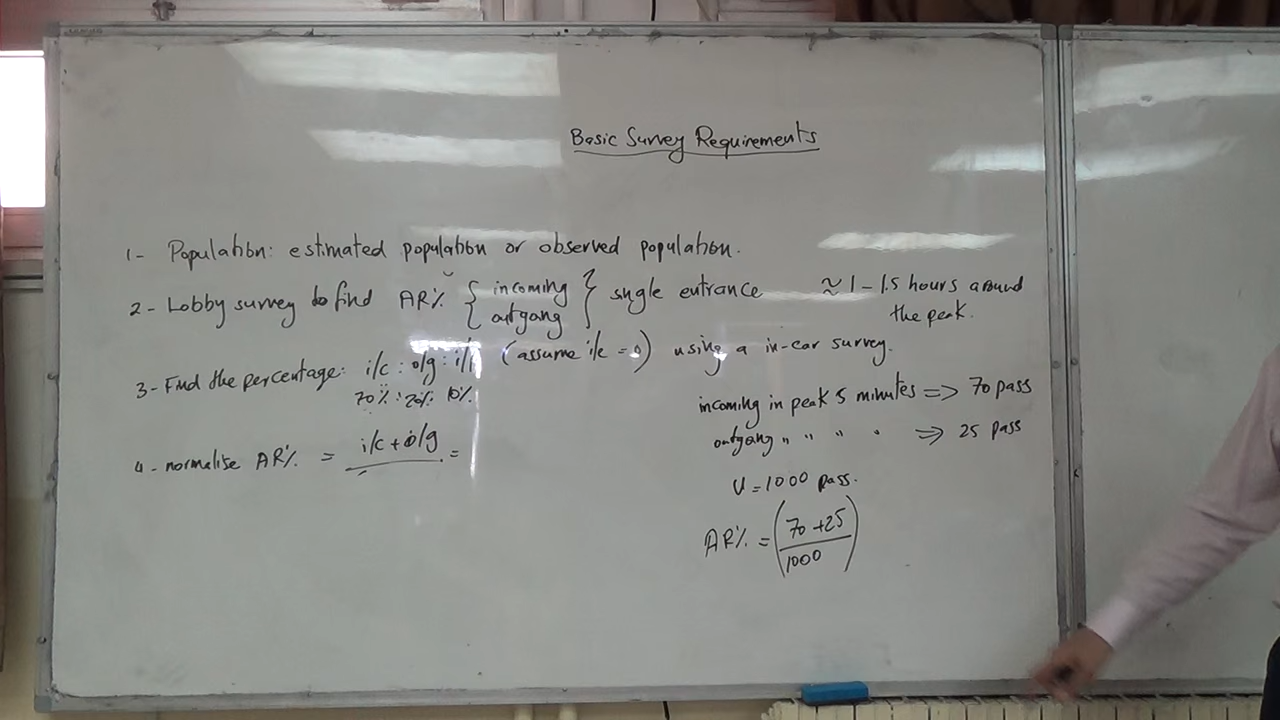 Basic Survey Requirements
1- Population: estimated population or observed population.
2- Lobby survey to find AR% { incoming outgoing } single entrance ≈ 1-1.5 hours around the peak.
3- Find the percentage: i/c : o/g : i/f (assume i/f = 0) using a in-car survey.
70% : 20% 10%
incoming in peak 5 minutes => 70 pass
outgoing " " " " => 25 pass
4- normalise AR% = i/c + o/g =
U = 1000 pass.
AR% = (70 + 25 / 1000)